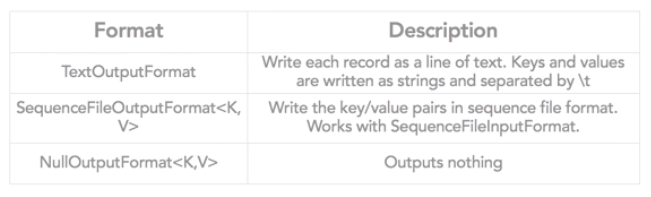 Format Description
TextOutputFormat
Write each record as a line of text. Keys and values
are written as strings and separated by \t
SequenceFileOutputFormat<K,
V>
Write the key/value pairs in sequence file format.
Works with SequenceFileInputFormat.
NullOutputFormat<K,V> Outputs nothing